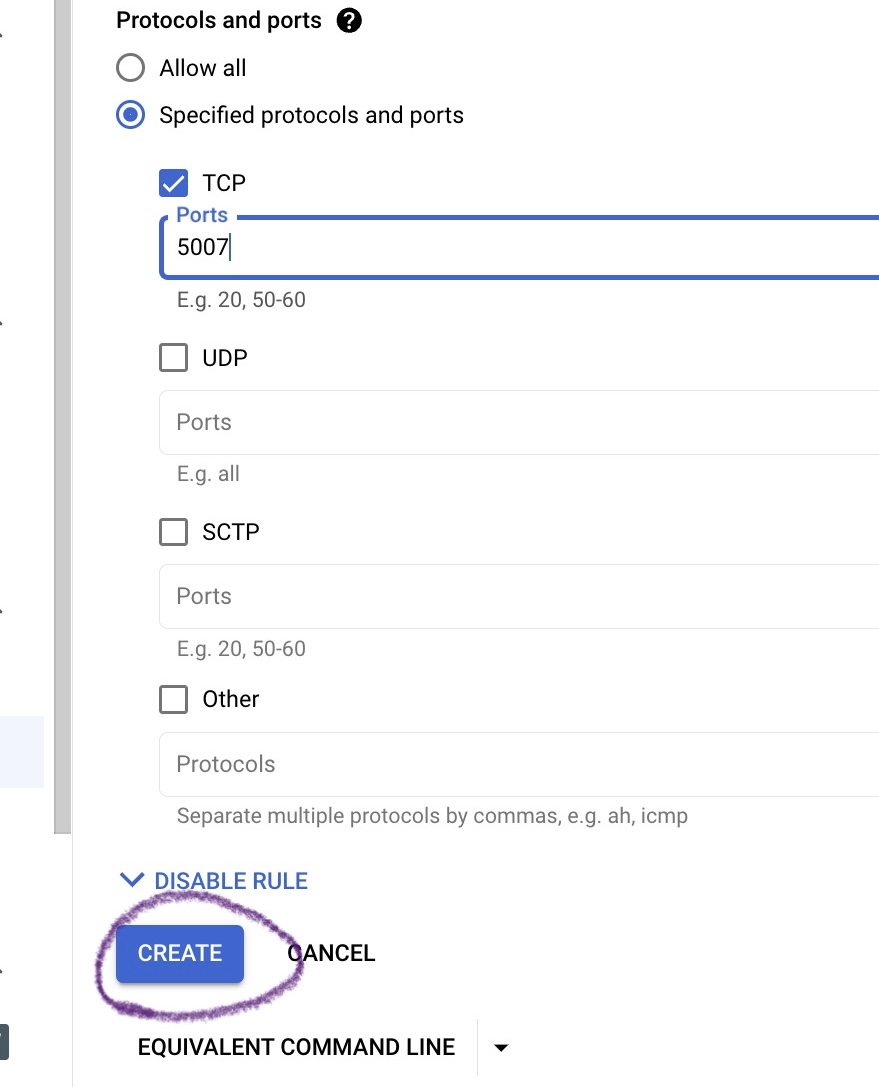 Protocols and ports ?
Allow all
Specified protocols and ports
TCP
Ports
5007
E.g. 20, 50-60
UDP
Ports
E.g. all
SCTP
Ports
E.g. 20, 50-60
Other
Protocols
Separate multiple protocols by commas, e.g. ah, icmp
DISABLE RULE
CREATE CANCEL
EQUIVALENT COMMAND LINE